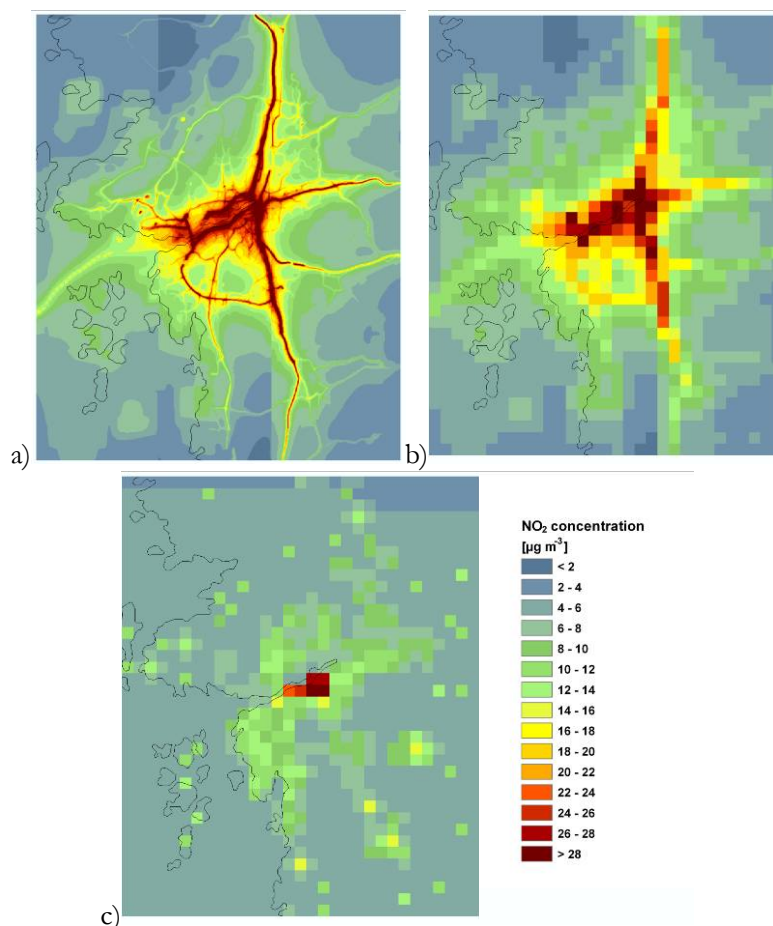 a)
b)
c)
NO₂ concentration
[µg m⁻³]
< 2
2 - 4
4 - 6
6 - 8
8 - 10
10 - 12
12 - 14
14 - 16
16 - 18
18 - 20
20 - 22
22 - 24
24 - 26
26 - 28
> 28